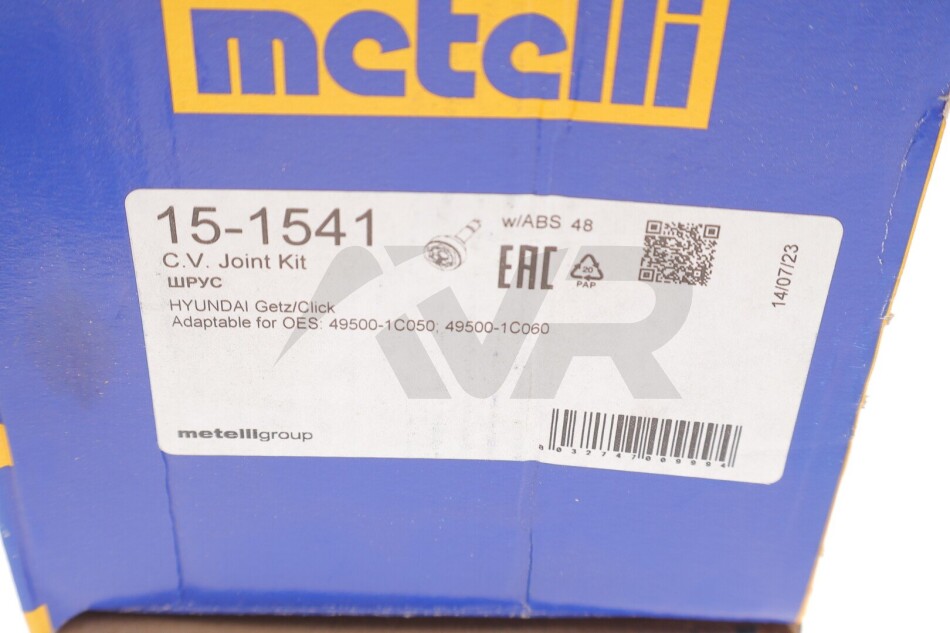 metelli
15-1541
w/ABS 48
C.V. Joint Kit
ШРУС
EAC
20
PAP
14/07/23
HYUNDAI Getz/Click
Adaptable for OES: 49500-1C050; 49500-1C060
VR
metelligroup